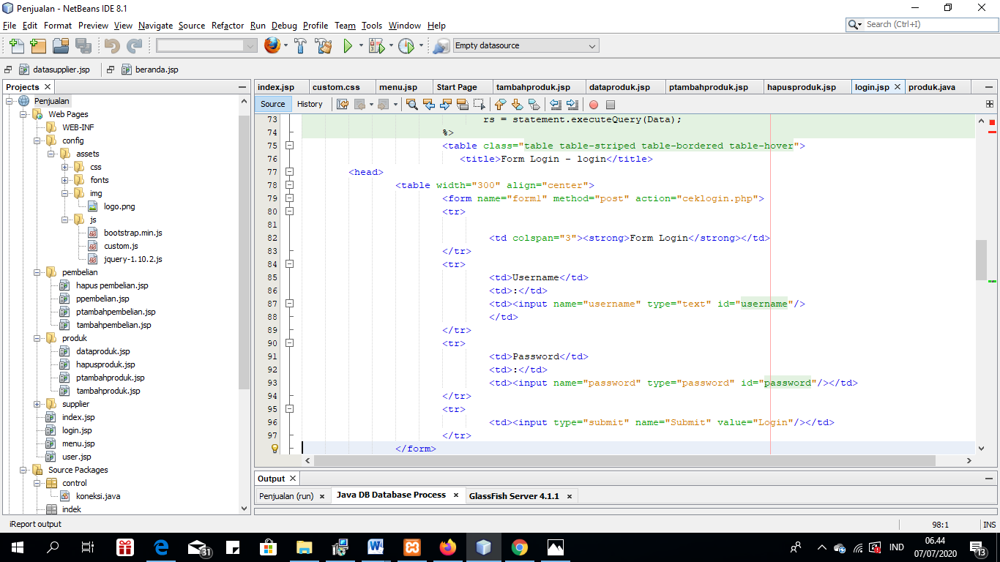 Penjualan - NetBeans IDE 8.1
File Edit Format Preview View Navigate Source Refactor Run Debug Profile Team Tools Window Help
Search (Ctrl+I)
Empty datasource
datasupplier.jsp beranda.jsp
Projects
Penjualan
Web Pages
WEB-INF
config
assets
css
fonts
img
logo.png
js
bootstrap.min.js
custom.js
jquery-1.10.2.js
pembelian
hapus pembelian.jsp
ppembelian.jsp
ptambahpembelian.jsp
tambahpembelian.jsp
produk
dataproduk.jsp
hapusproduk.jsp
ptambahproduk.jsp
tambahproduk.jsp
supplier
index.jsp
login.jsp
menu.jsp
user.jsp
Source Packages
control
koneksi.java
indek
index.jsp custom.css menu.jsp Start Page tambahproduk.jsp dataproduk.jsp ptambahproduk.jsp hapusproduk.jsp login.jsp produk.java
Source History
73 rs = statement.executeQuery(Data);
74 %>
75 <table class="table table-striped table-bordered table-hover">
76 <title>Form Login - login</title>
77 <head>
78 <table width="300" align="center">
79 <form name="form1" method="post" action="ceklogin.php">
80 <tr>
81
82 <td colspan="3"><strong>Form Login</strong></td>
83 </tr>
84 <tr>
85 <td>Username</td>
86 <td>:</td>
87 <td><input name="username" type="text" id="username"/>
88 </td>
89 </tr>
90 <tr>
91 <td>Password</td>
92 <td>:</td>
93 <td><input name="password" type="password" id="password"/></td>
94 </tr>
95 <tr>
96 <td><input type="submit" name="Submit" value="Login"/></td>
97 </tr>
</form>
Output
Penjualan (run) Java DB Database Process GlassFish Server 4.1.1
iReport output
98:1 INS
31
IND
06.44
07/07/2020
13